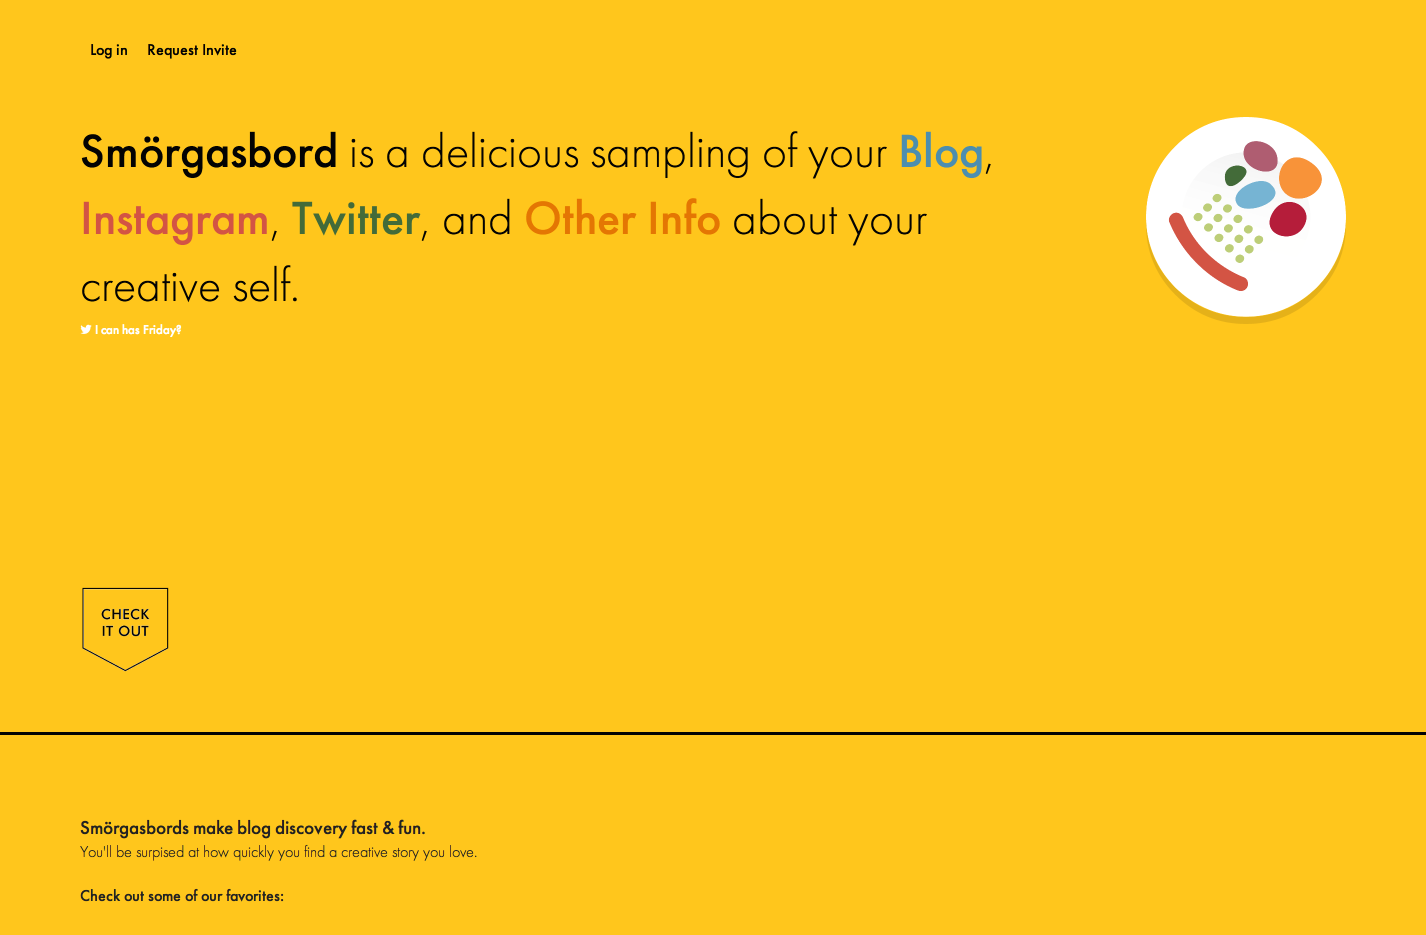 Log in Request Invite
Smörgasbord is a delicious sampling of your Blog,
Instagram, Twitter, and Other Info about your
creative self.
I can has Friday?
CHECK
IT OUT
Smörgasbords make blog discovery fast & fun.
You'll be surpised at how quickly you find a creative story you love.
Check out some of our favorites: